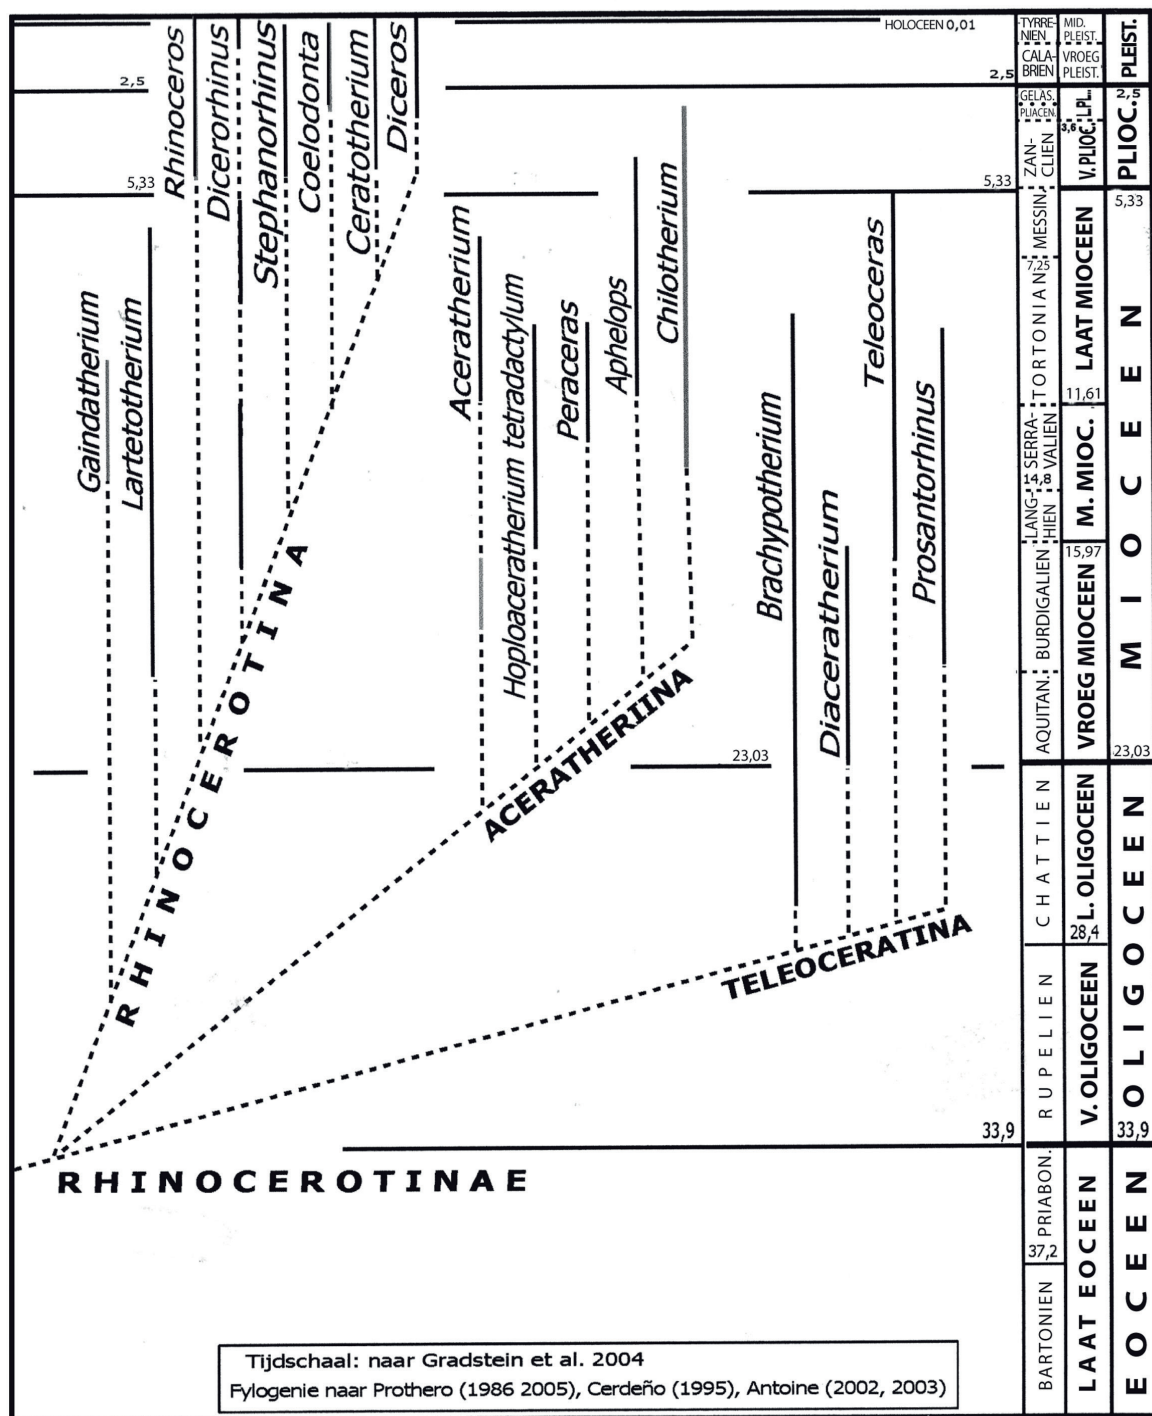 HOLOCEEN 0,01
2,5
2,5
5,33
5,33
Rhinoceros
Dicerorhinus
Stephanorhinus
Coelodonta
Ceratotherium
Diceros
Gaindatherium
Lartetotherium
Aceratherium
Hoploaceratherium tetradactylum
Peraceras
Aphelops
Chilotherium
Brachypotherium
Diaceratherium
Teleoceras
Prosantorhinus
RHINOCEROTINA
ACERATHERIINA
TELEOCERATINA
23,03
33,9
RHINOCEROTINAE
TYRRE-
NIEN
CALA-
BRIEN
GELAS.
PLIACEN.
ZAN-
CLIEN
MESSIN.
7,25
TORTONIAN
SERRA-
VALIEN
14,8
LANG-
HIEN
BURDIGALIEN
AQUITAN.
CHATTIEN
RUPELIEN
PRIABON.
37,2
BARTONIEN
MID.
PLEIST.
VROEG
PLEIST.
L.PL.
3,6
V.PLIOC.
LAAT MIOCEEN
11,61
M. MIOC.
15,97
VROEG MIOCEEN
L. OLIGOCEEN
28,4
V. OLIGOCEEN
LAAT EOCEEN
PLEIST.
2,5
PLIOC.
5,33
MIOCEEN
23,03
OLIGOCEEN
33,9
EOCEEN
Tijdschaal: naar Gradstein et al. 2004
Fylogenie naar Prothero (1986 2005), Cerdeño (1995), Antoine (2002, 2003)